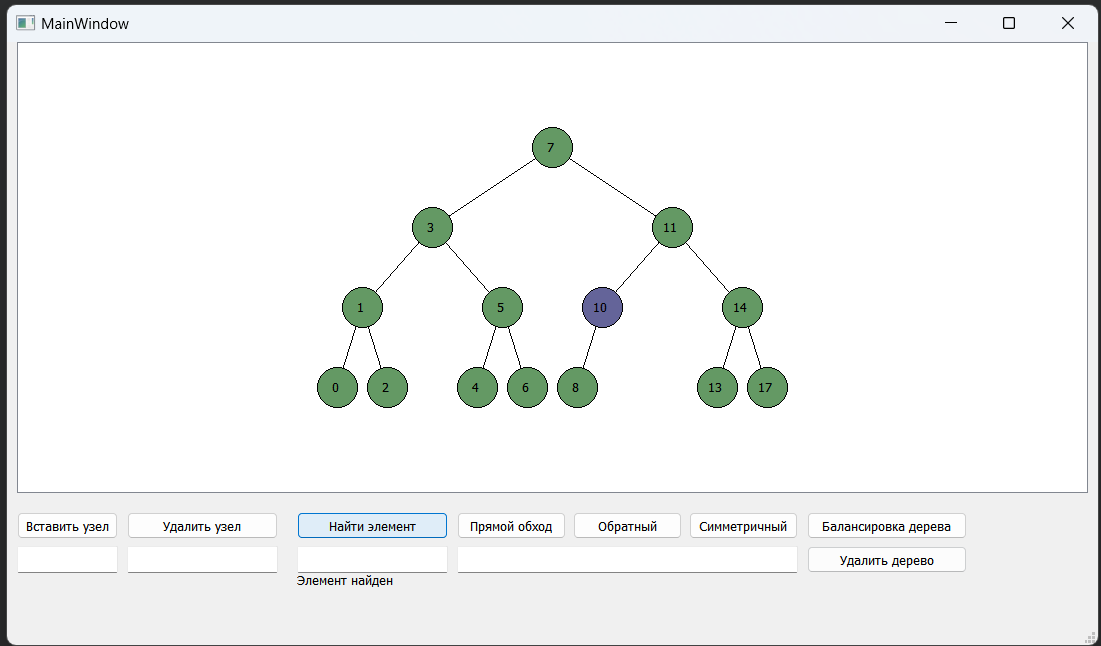 MainWindow
7
3 11
1 5 10 14
0 2 4 6 8 13 17
Вставить узел Удалить узел Найти элемент Прямой обход Обратный Симметричный Балансировка дерева
Удалить дерево
Элемент найден